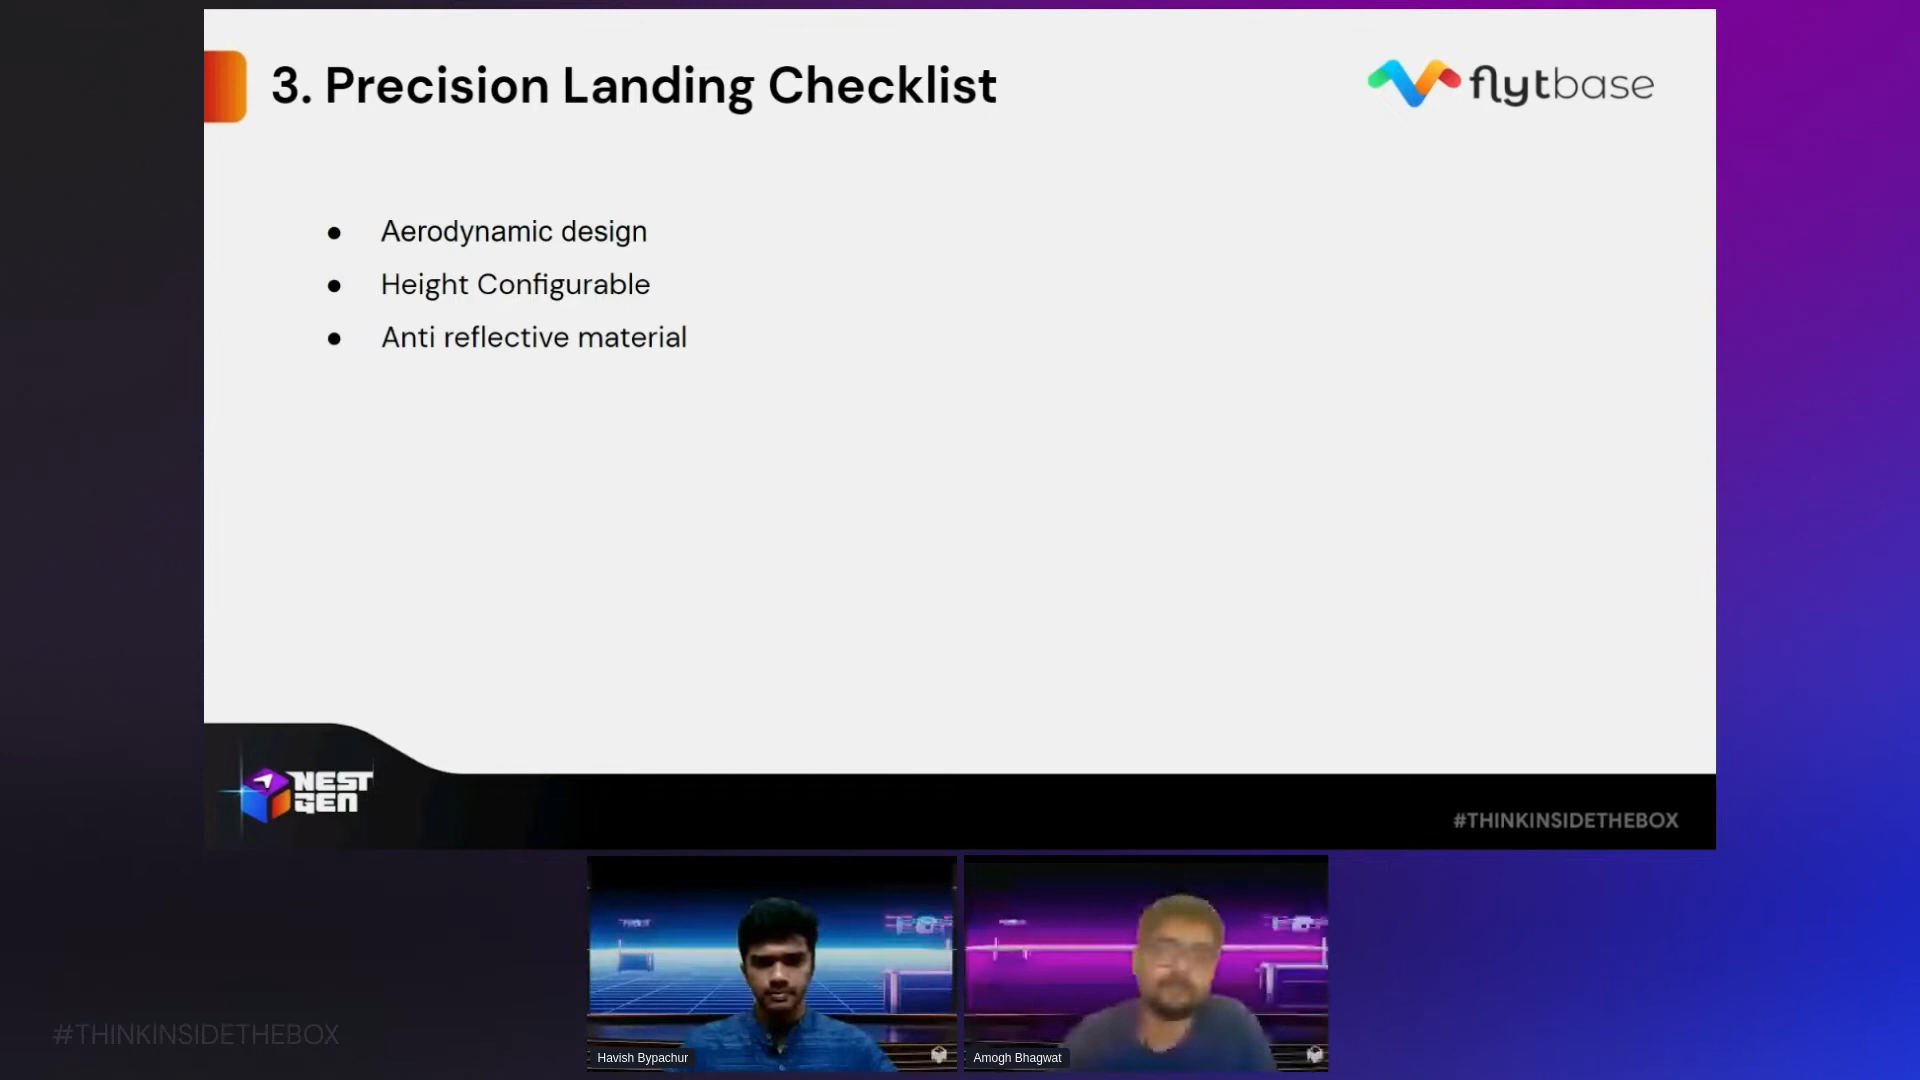 3. Precision Landing Checklist
flytbase
● Aerodynamic design
● Height Configurable
● Anti reflective material
NEST
GEN
#THINKINSIDETHEBOX
Havish Bypachur
Amogh Bhagwat
#THINKINSIDETHEBOX